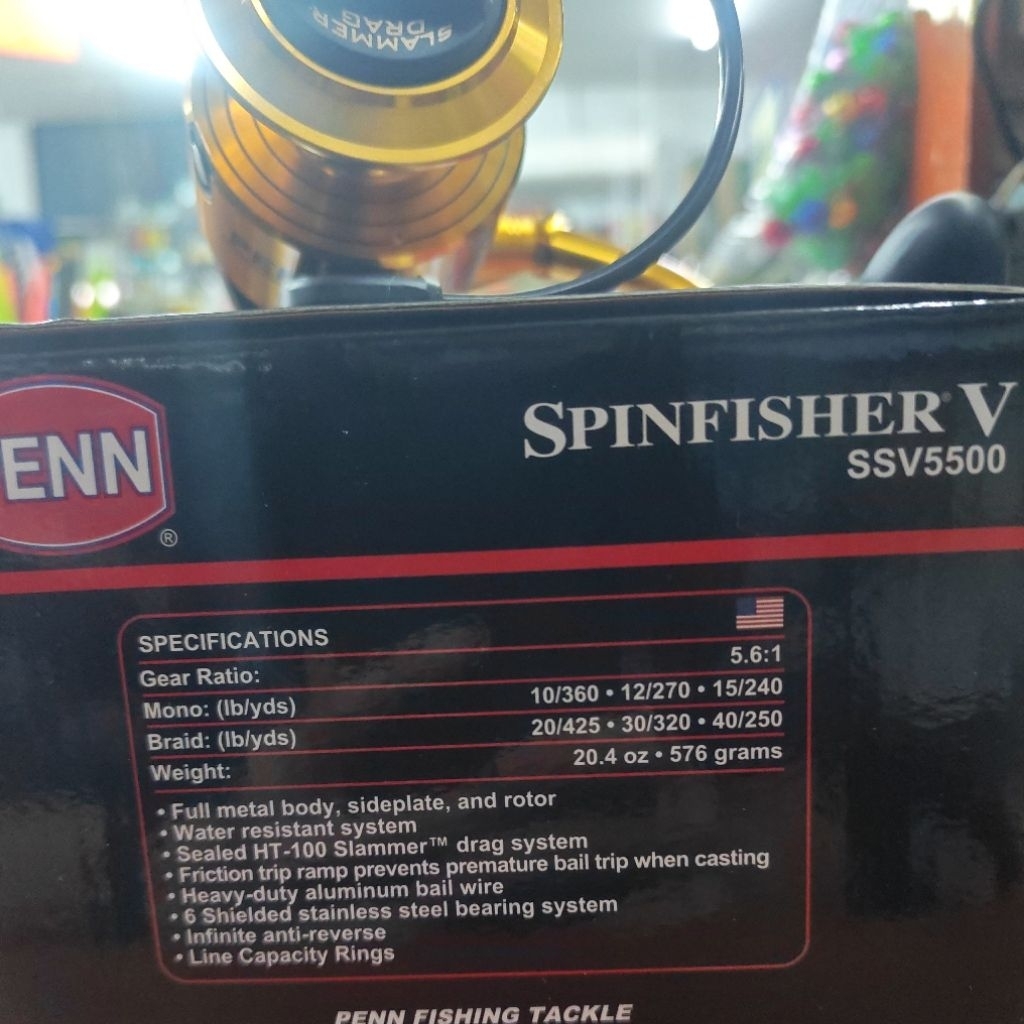 SLAMMER
DRAG
ENN
®
SPINFISHER® V
SSV5500
SPECIFICATIONS
Gear Ratio: 5.6:1
Mono: (lb/yds) 10/360 • 12/270 • 15/240
Braid: (lb/yds) 20/425 • 30/320 • 40/250
Weight: 20.4 oz • 576 grams
• Full metal body, sideplate, and rotor
• Water resistant system
• Sealed HT-100 Slammer™ drag system
• Friction trip ramp prevents premature bail trip when casting
• Heavy-duty aluminum bail wire
• 6 Shielded stainless steel bearing system
• Infinite anti-reverse
• Line Capacity Rings
PENN FISHING TACKLE